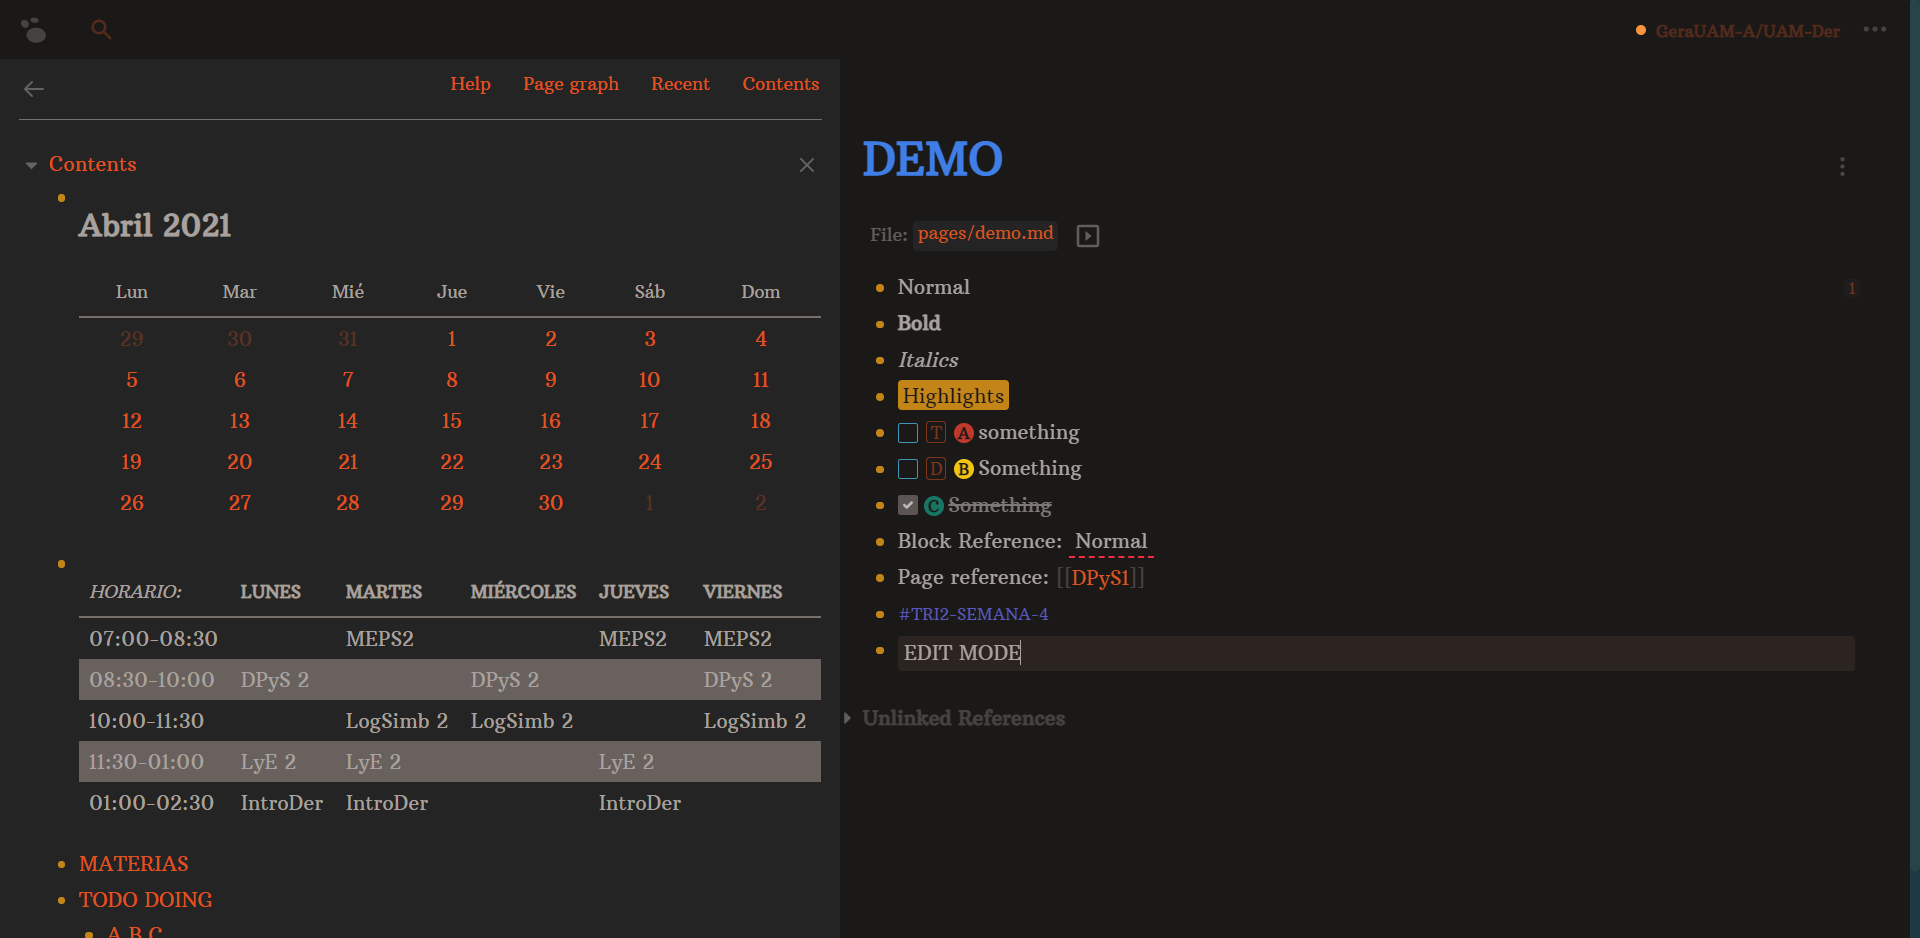 GeraUAM-A/UAM-Der
Help Page graph Recent Contents
Contents
Abril 2021
Lun Mar Mié Jue Vie Sáb Dom
29 30 31 1 2 3 4
5 6 7 8 9 10 11
12 13 14 15 16 17 18
19 20 21 22 23 24 25
26 27 28 29 30 1 2
HORARIO: LUNES MARTES MIÉRCOLES JUEVES VIERNES
07:00-08:30 MEPS2 MEPS2 MEPS2
08:30-10:00 DPyS 2 DPyS 2 DPyS 2
10:00-11:30 LogSimb 2 LogSimb 2 LogSimb 2
11:30-01:00 LyE 2 LyE 2 LyE 2
01:00-02:30 IntroDer IntroDer IntroDer
MATERIAS
TODO DOING
A B C
DEMO
File: pages/demo.md
Normal 1
Bold
Italics
Highlights
T A something
D B Something
C Something
Block Reference: Normal
Page reference: [[DPyS1]]
#TRI2-SEMANA-4
EDIT MODE
Unlinked References